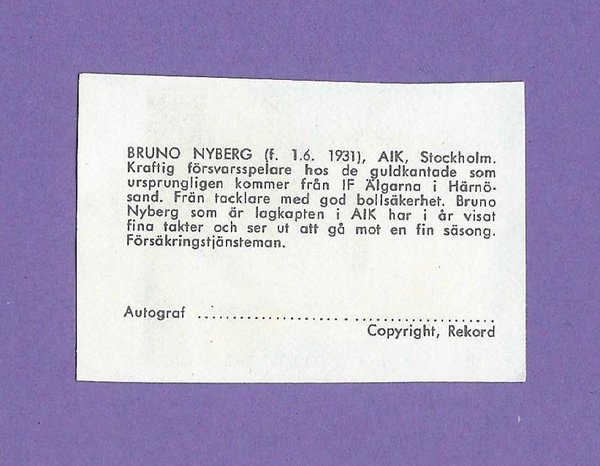 BRUNO NYBERG (f. 1.6. 1931), AIK, Stockholm.
Kraftig försvarsspelare hos de guldkantade som
ursprungligen kommer från IF Älgarna i Härnö-
sand. Från tacklare med god bollsäkerhet. Bruno
Nyberg som är lagkapten i AIK har i år visat
fina takter och ser ut att gå mot en fin säsong.
Försäkringstjänsteman.
Autograf ..................................................
Copyright, Rekord